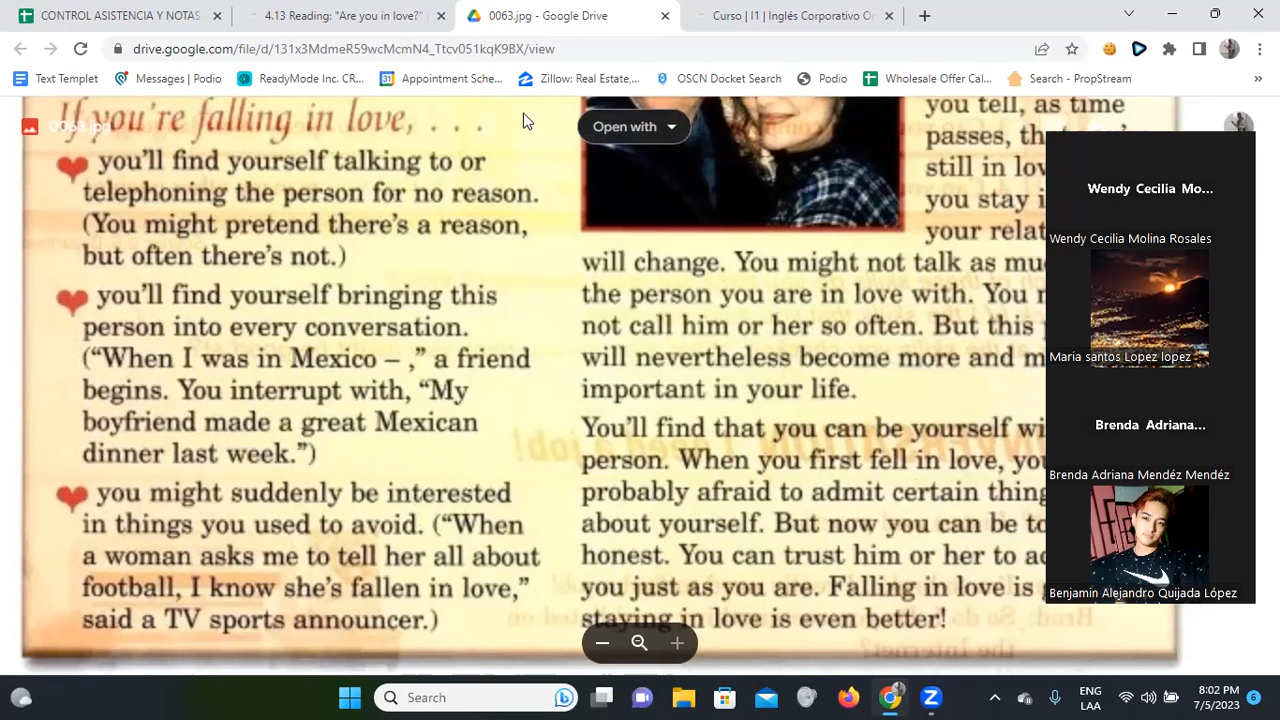 CONTROL ASISTENCIA Y NOTAS
4.13 Reading: "Are you in love?"
0063.jpg - Google Drive
Curso | I1 | Inglés Corporativo On
drive.google.com/file/d/131x3MdmeR59wcMcmN4_Ttcv051kqK9BX/view
Text Templet
Messages | Podio
ReadyMode Inc. CR...
Appointment Sche...
Zillow: Real Estate,...
OSCN Docket Search
Podio
Wholesale Offer Cal...
Search - PropStream
0063.jpg
Open with
If you're falling in love, . . .
you'll find yourself talking to or
telephoning the person for no reason.
(You might pretend there's a reason,
but often there's not.)
you'll find yourself bringing this
person into every conversation.
("When I was in Mexico – ," a friend
begins. You interrupt with, "My
boyfriend made a great Mexican
dinner last week.")
you might suddenly be interested
in things you used to avoid. ("When
a woman asks me to tell her all about
football, I know she's fallen in love,"
said a TV sports announcer.)
you tell, as time
passes,
still in lov
you stay i
your relat
will change. You might not talk as mu
the person you are in love with. You
not call him or her so often. But this
will nevertheless become more and m
important in your life.
You'll find that you can be yourself wi
person. When you first fell in love, yo
probably afraid to admit certain thing
about yourself. But now you can be to
honest. You can trust him or her to ac
you just as you are. Falling in love is g
staying in love is even better!
Wendy Cecilia Mo...
Wendy Cecilia Molina Rosales
Maria santos Lopez lopez
Brenda Adriana...
Brenda Adriana Mendéz Mendéz
Benjamin Alejandro Quijada López
Search
ENG
LAA
8:02 PM
7/5/2023
6